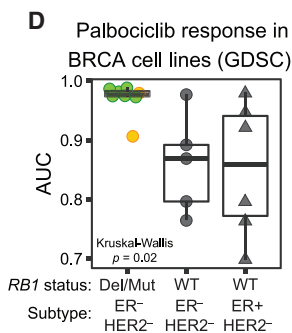 D
Palbociclib response in
BRCA cell lines (GDSC)
AUC
1.0
0.9
0.8
0.7
Kruskal-Wallis
p = 0.02
RB1 status: Del/Mut WT WT
Subtype: ER⁻ ER⁻ ER+
HER2⁻ HER2⁻ HER2⁻